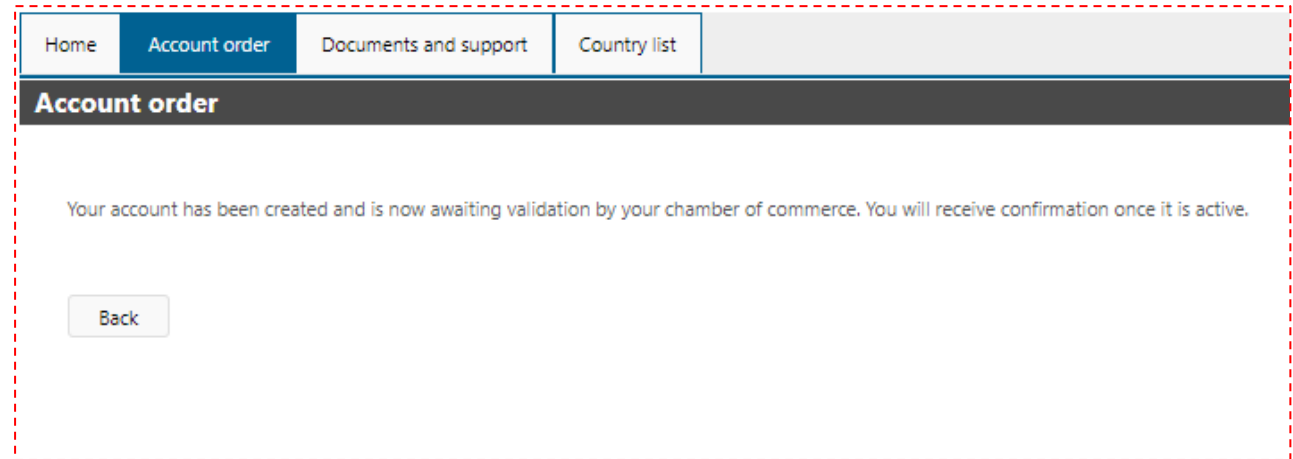 Home Account order Documents and support Country list
Account order
Your account has been created and is now awaiting validation by your chamber of commerce. You will receive confirmation once it is active.
Back